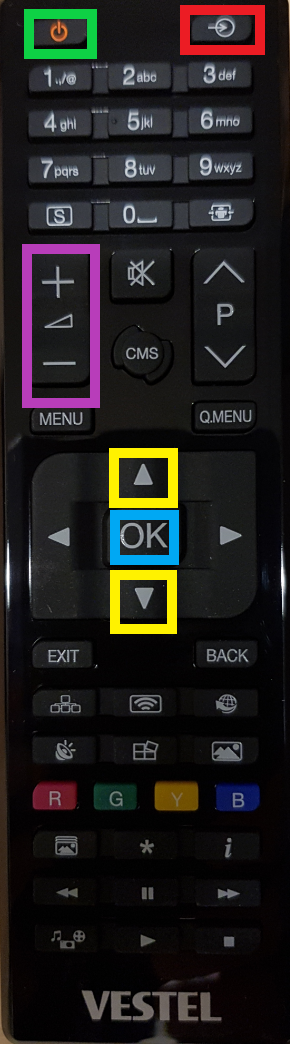 1.,/@ 2abc 3def
4ghi 5jkl 6mno
7pqrs 8tuv 9wxyz
S 0
P
CMS
MENU Q.MENU
OK
EXIT BACK
R G Y B
* i
VESTEL